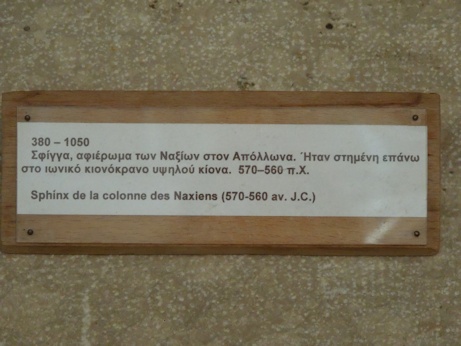 380 – 1050
Σφίγγα, αφιέρωμα των Ναξίων στον Απόλλωνα. Ήταν στημένη επάνω
στο ιωνικό κιονόκρανο υψηλού κίονα. 570–560 π.Χ.
Sphinx de la colonne des Naxiens (570-560 av. J.C.)